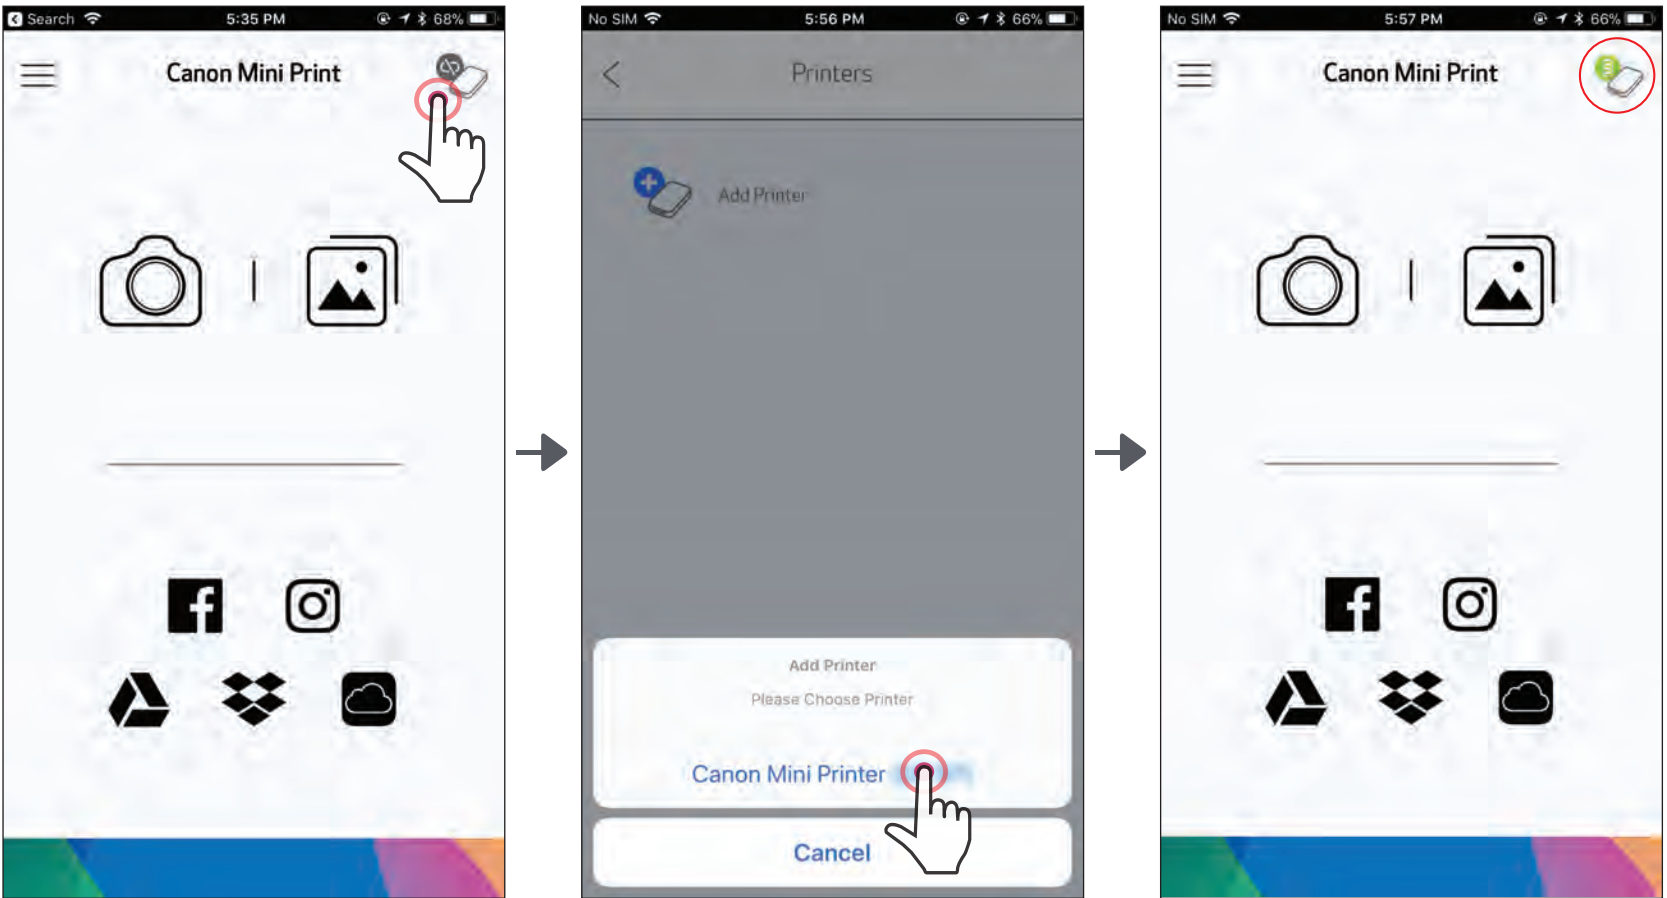 Search 5:35 PM 68%
Canon Mini Print
No SIM 5:56 PM 66%
Printers
Add Printer
Add Printer
Please Choose Printer
Canon Mini Printer
Cancel
No SIM 5:57 PM 66%
Canon Mini Print